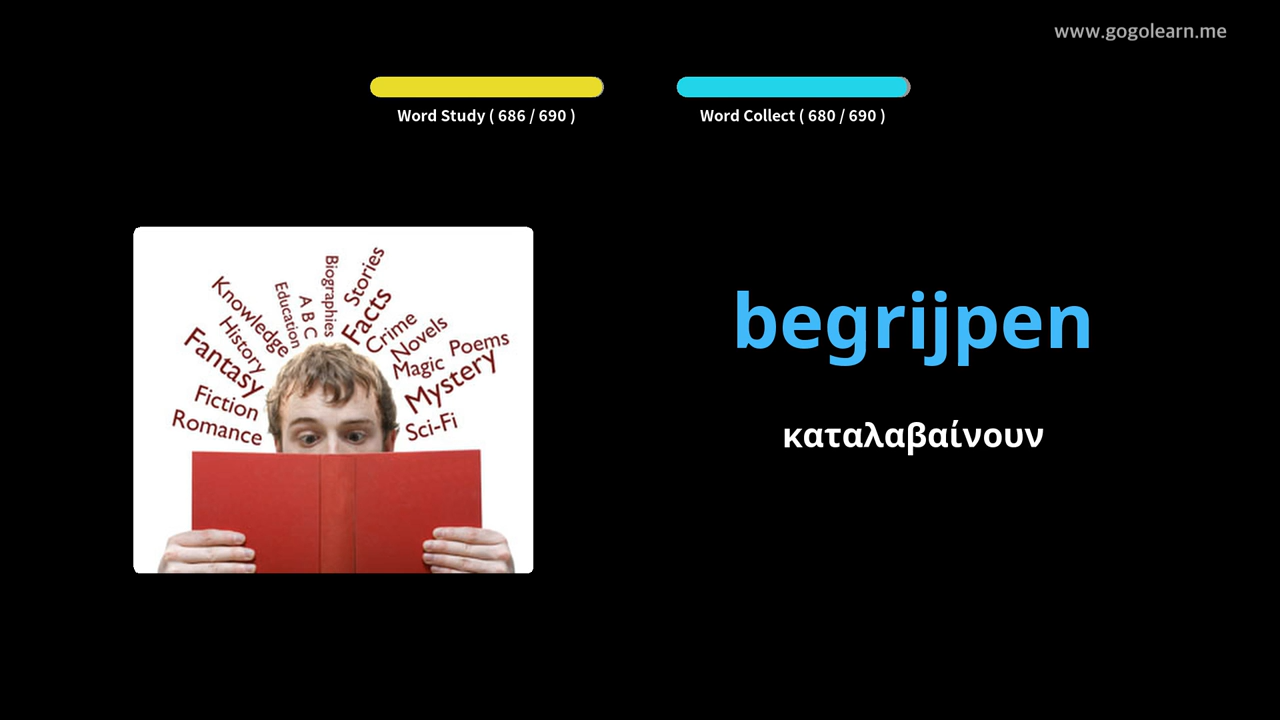 www.gogolearn.me
Word Study ( 686 / 690 )
Word Collect ( 680 / 690 )
Biographies
Stories
Education
A B C
Facts
Knowledge
Crime
History
Novels
Poems
Fantasy
Magic
Mystery
Fiction
Romance
Sci-Fi
begrijpen
καταλαβαίνουν